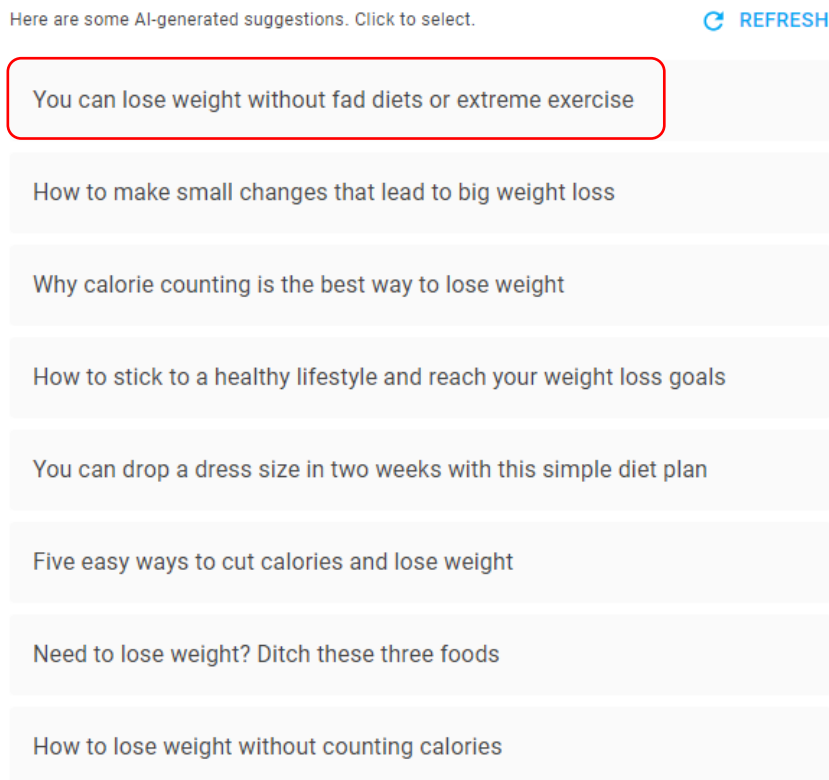 Here are some AI-generated suggestions. Click to select.
REFRESH
You can lose weight without fad diets or extreme exercise
How to make small changes that lead to big weight loss
Why calorie counting is the best way to lose weight
How to stick to a healthy lifestyle and reach your weight loss goals
You can drop a dress size in two weeks with this simple diet plan
Five easy ways to cut calories and lose weight
Need to lose weight? Ditch these three foods
How to lose weight without counting calories